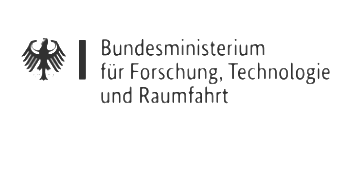 Bundesministerium
für Forschung, Technologie
und Raumfahrt